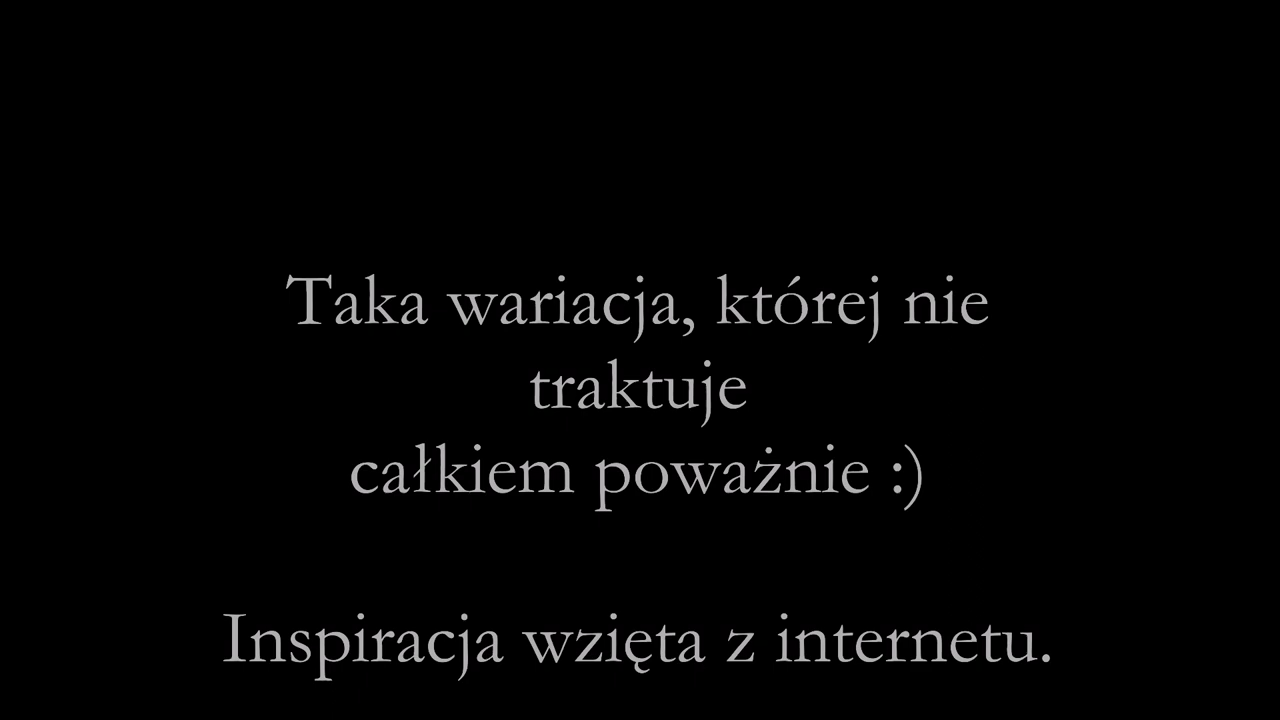 Taka wariacja, której nie
traktuje
całkiem poważnie :)
Inspiracja wzięta z internetu.